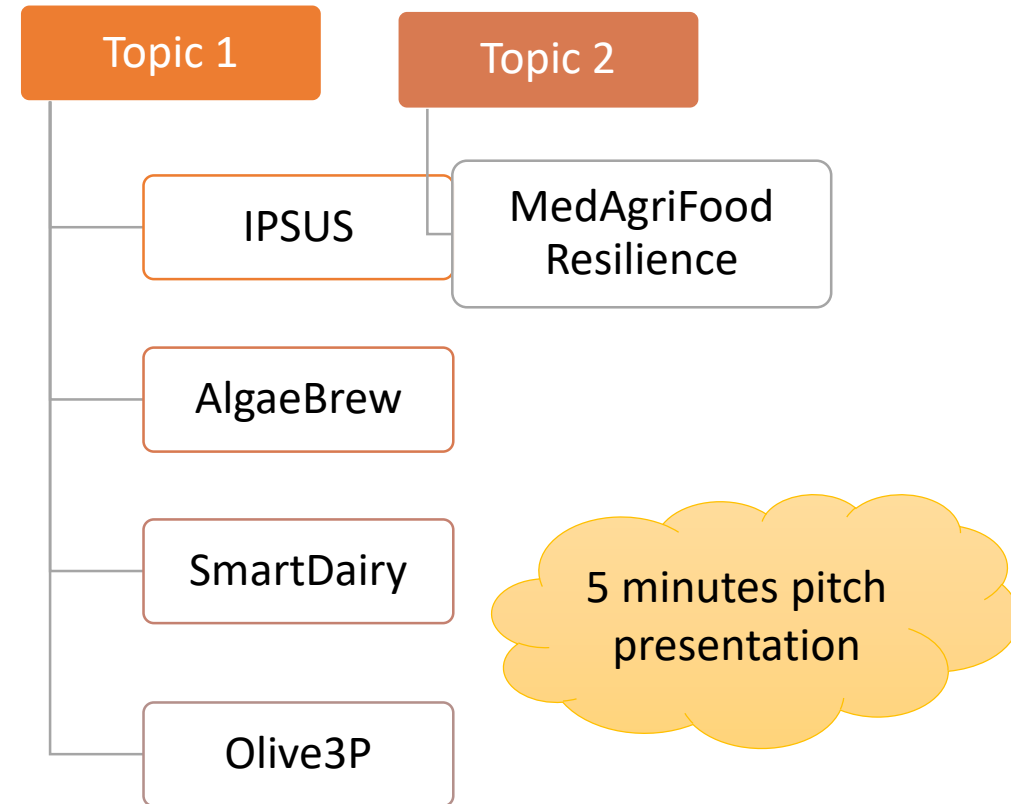 Topic 1
Topic 2
IPSUS
MedAgriFood
Resilience
AlgaeBrew
SmartDairy
5 minutes pitch
presentation
Olive3P